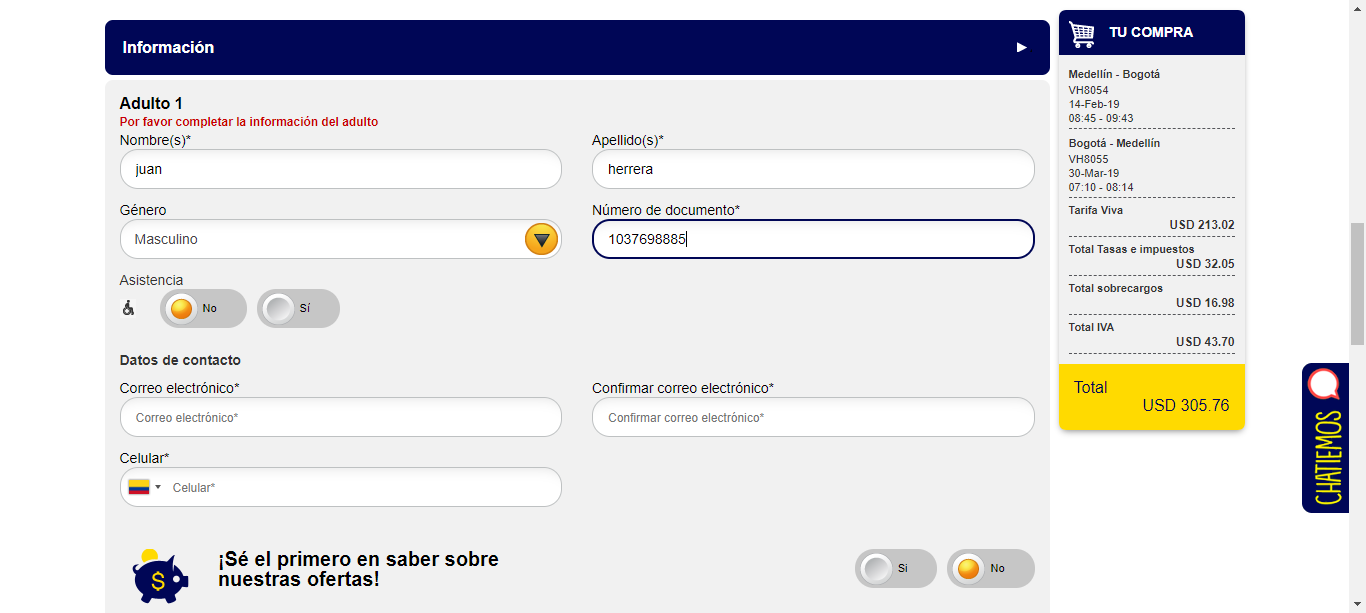 Información
Adulto 1
Por favor completar la información del adulto
Nombre(s)*
Apellido(s)*
juan
herrera
Género
Número de documento*
Masculino
1037698885
Asistencia
No
Sí
Datos de contacto
Correo electrónico*
Confirmar correo electrónico*
Correo electrónico*
Confirmar correo electrónico*
Celular*
Celular*
¡Sé el primero en saber sobre
nuestras ofertas!
Si
No
TU COMPRA
Medellín - Bogotá
VH8054
14-Feb-19
08:45 - 09:43
Bogotá - Medellín
VH8055
30-Mar-19
07:10 - 08:14
Tarifa Viva
USD 213.02
Total Tasas e impuestos
USD 32.05
Total sobrecargos
USD 16.98
Total IVA
USD 43.70
Total
USD 305.76
CHATIEMOS